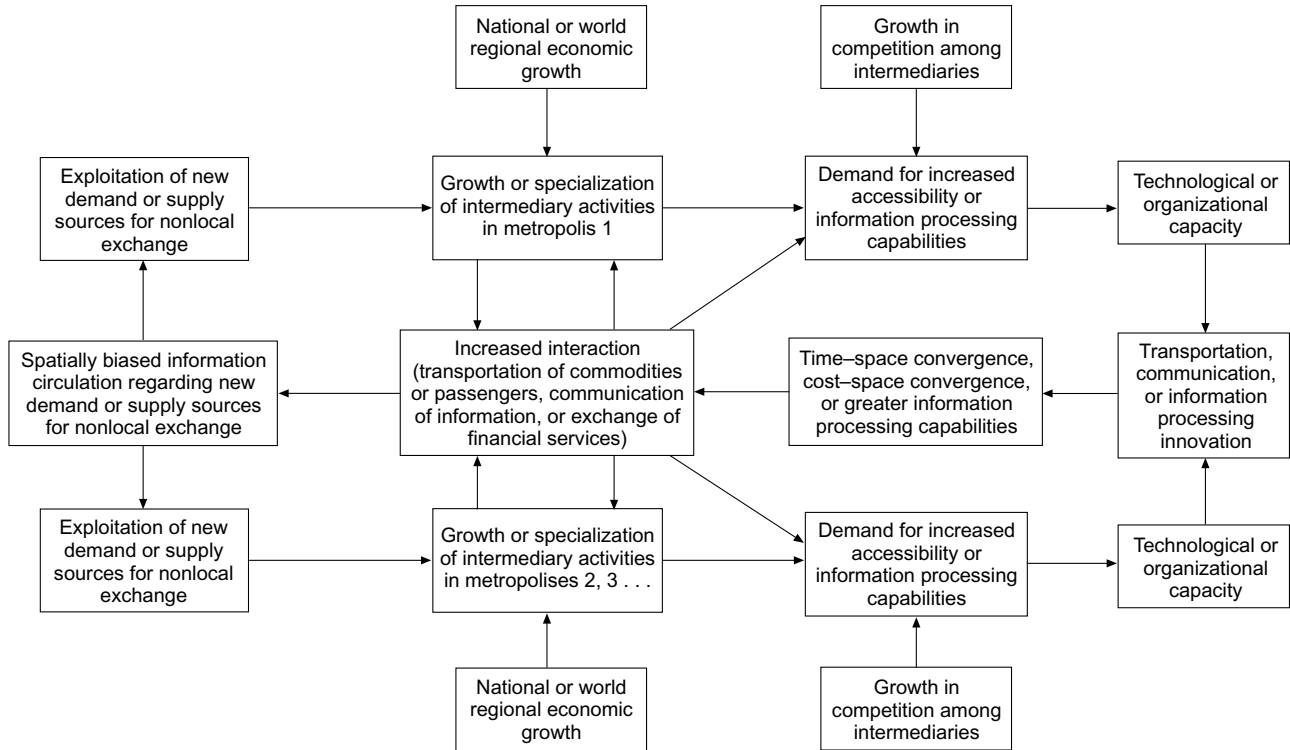 National or world
regional economic
growth
Growth in
competition among
intermediaries
Exploitation of new
demand or supply
sources for nonlocal
exchange
Growth or specialization
of intermediary activities
in metropolis 1
Demand for increased
accessibility or
information processing
capabilities
Technological or
organizational
capacity
Spatially biased information
circulation regarding new
demand or supply sources
for nonlocal exchange
Increased interaction
(transportation of commodities
or passengers, communication
of information, or exchange of
financial services)
Time–space convergence,
cost–space convergence,
or greater information
processing capabilities
Transportation,
communication,
or information
processing
innovation
Exploitation of new
demand or supply
sources for nonlocal
exchange
Growth or specialization
of intermediary activities
in metropolises 2, 3 . . .
Demand for increased
accessibility or
information processing
capabilities
Technological or
organizational
capacity
National or world
regional economic
growth
Growth in
competition among
intermediaries